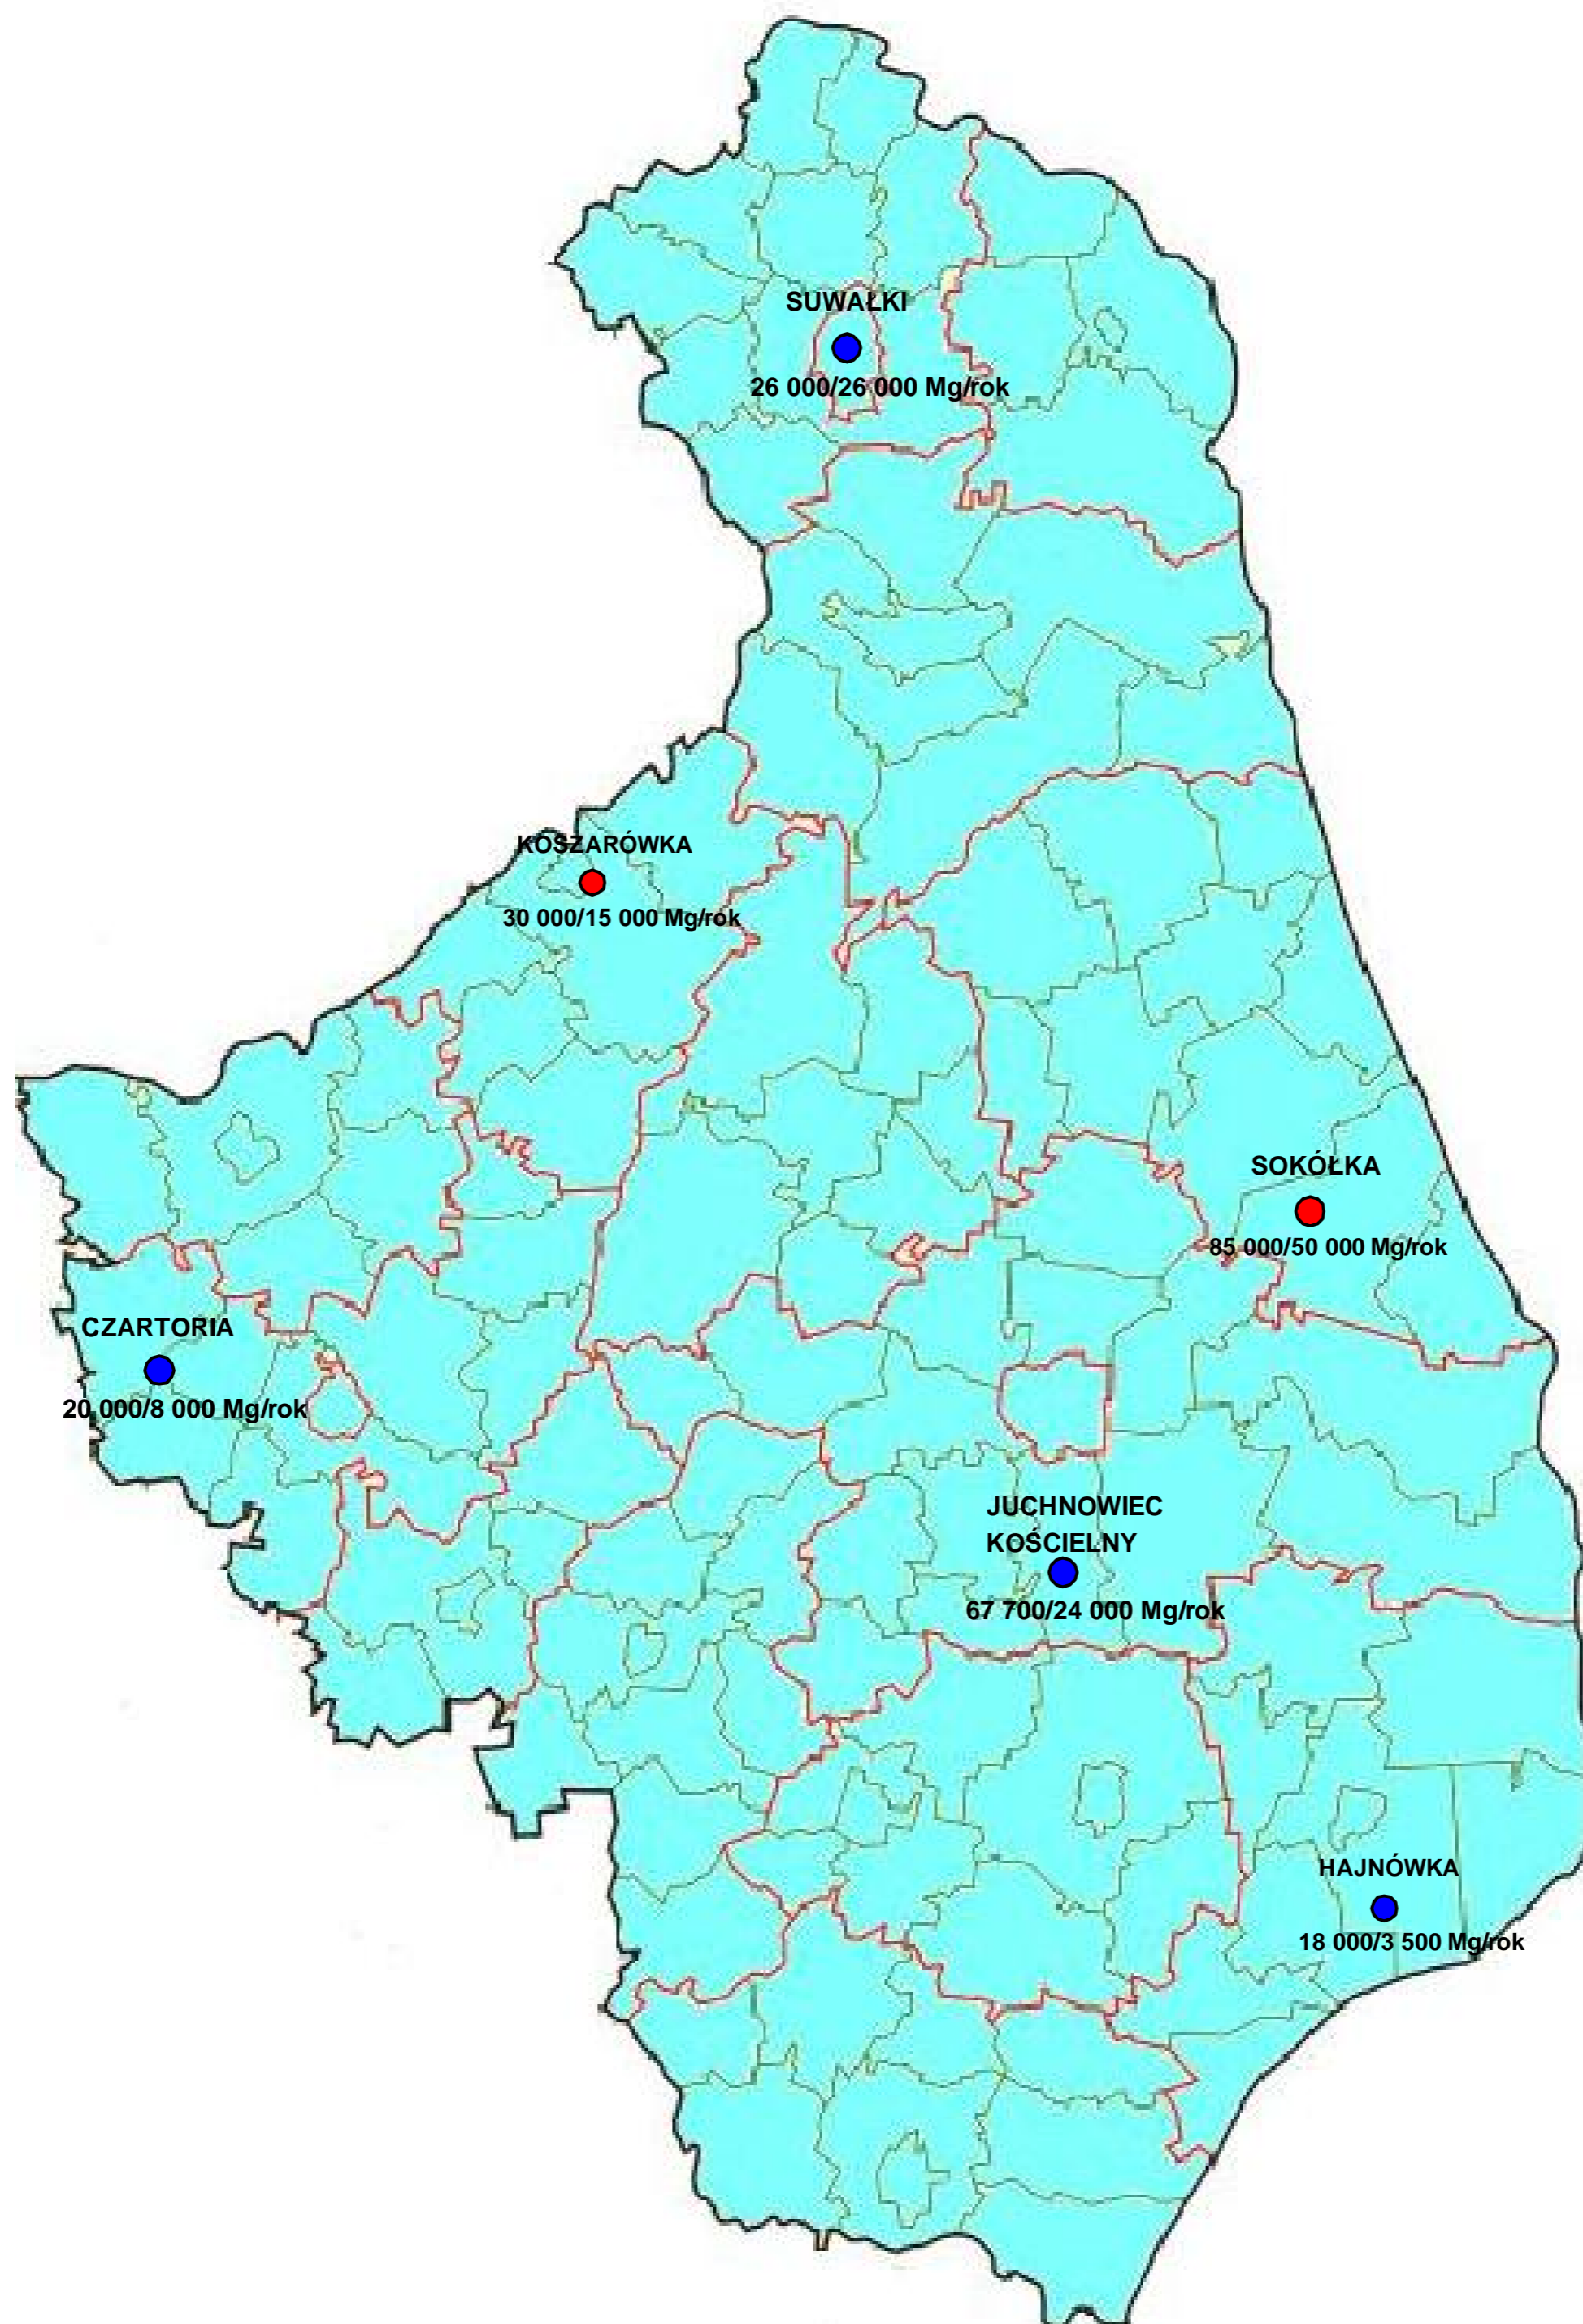 SUWAŁKI
26 000/26 000 Mg/rok
KOSZARÓWKA
30 000/15 000 Mg/rok
SOKÓŁKA
85 000/50 000 Mg/rok
CZARTORIA
20 000/8 000 Mg/rok
JUCHNOWIEC
KOŚCIELNY
67 700/24 000 Mg/rok
HAJNÓWKA
18 000/3 500 Mg/rok